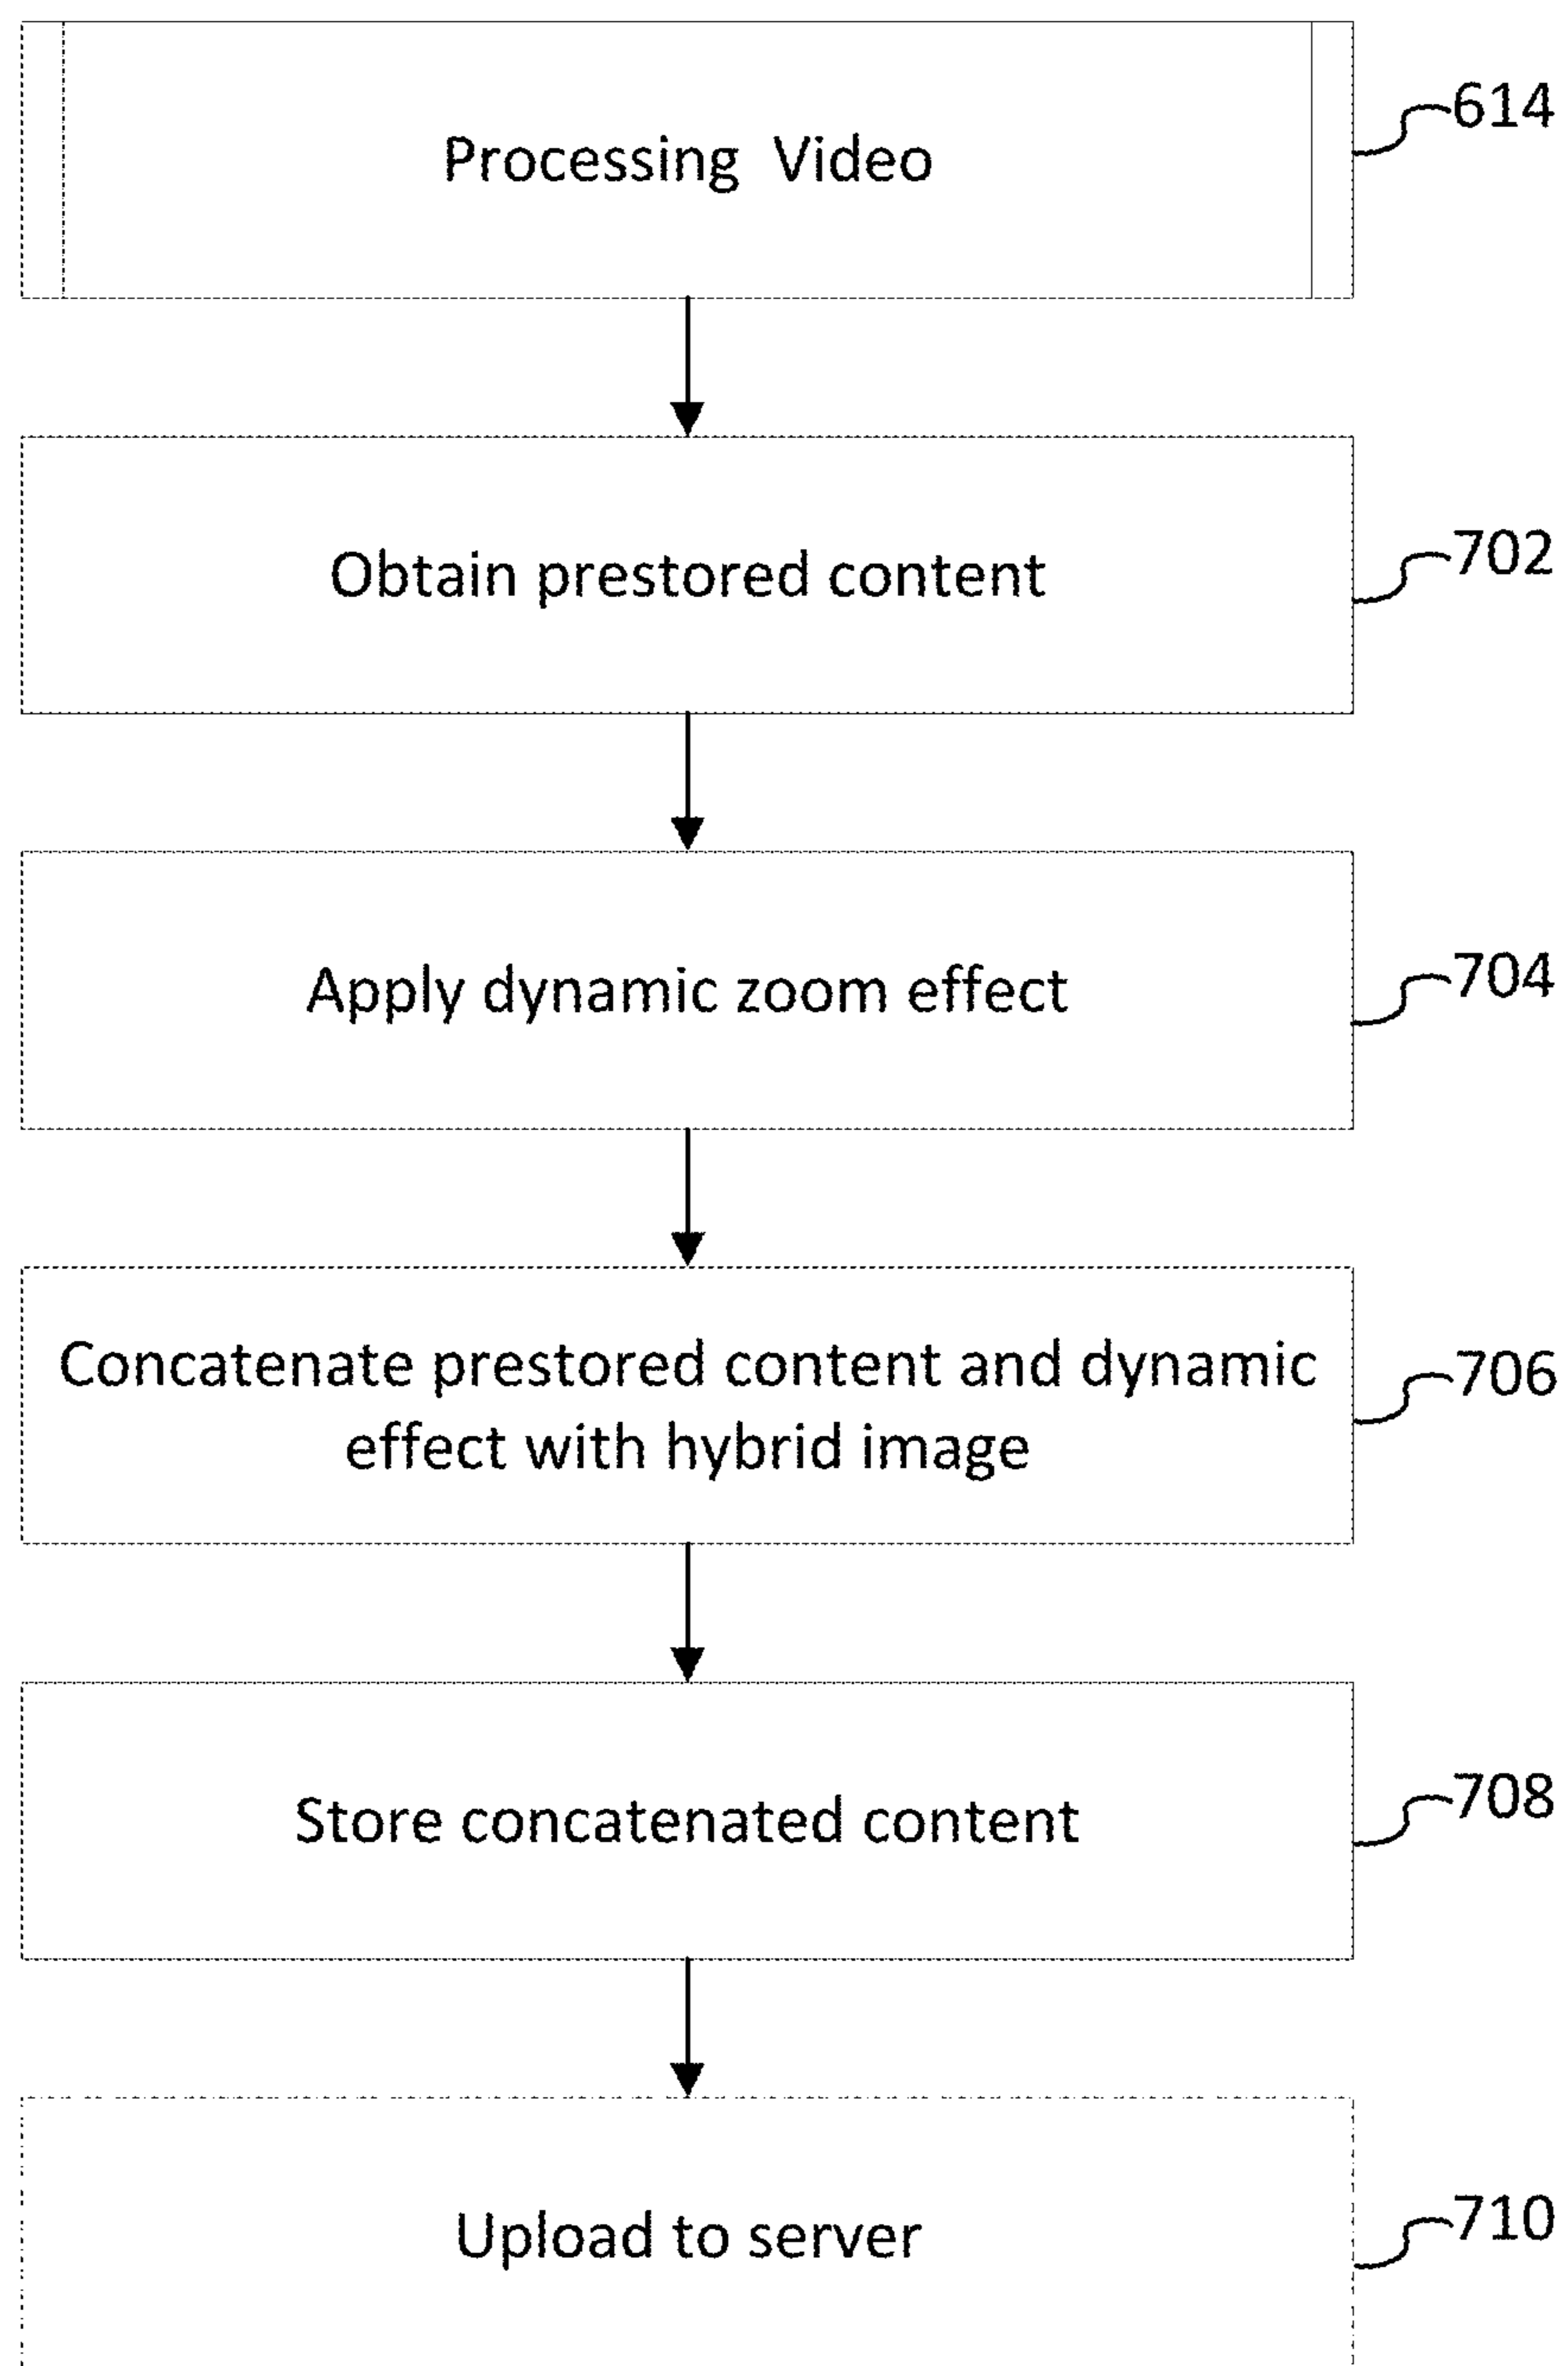 Processing Video
614
Obtain prestored content
702
Apply dynamic zoom effect
704
Concatenate prestored content and dynamic
effect with hybrid image
706
Store concatenated content
708
Upload to server
710